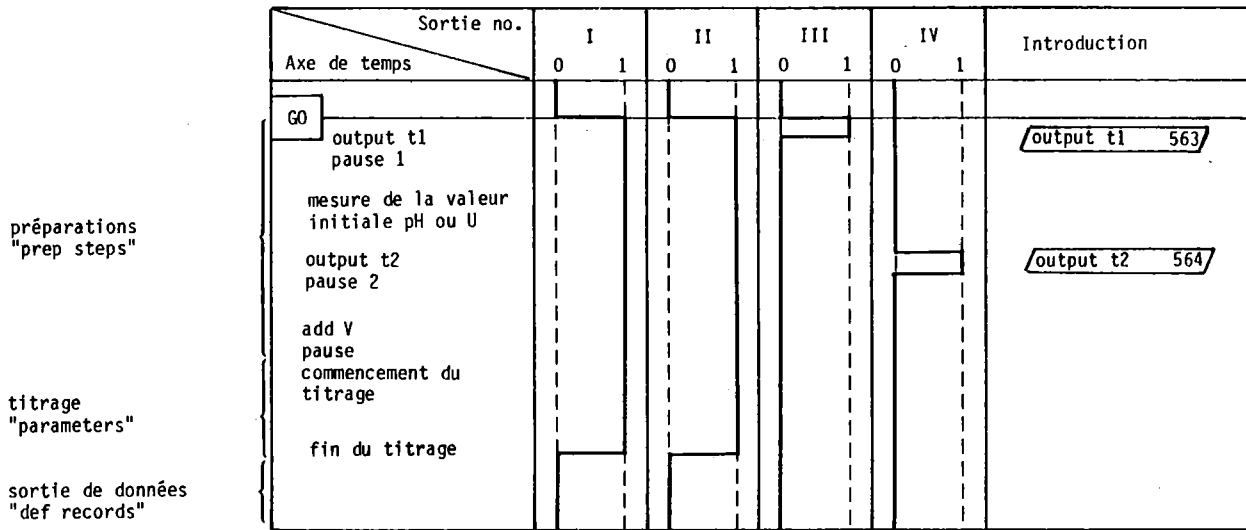 Sortie no.
Axe de temps
I
0 1
II
0 1
III
0 1
IV
0 1
Introduction
GO
output t1
pause 1
output t1 563
mesure de la valeur
initiale pH ou U
préparations
"prep steps"
output t2
pause 2
output t2 564
add V
pause
commencement du
titrage
titrage
"parameters"
fin du titrage
sortie de données
"def records"